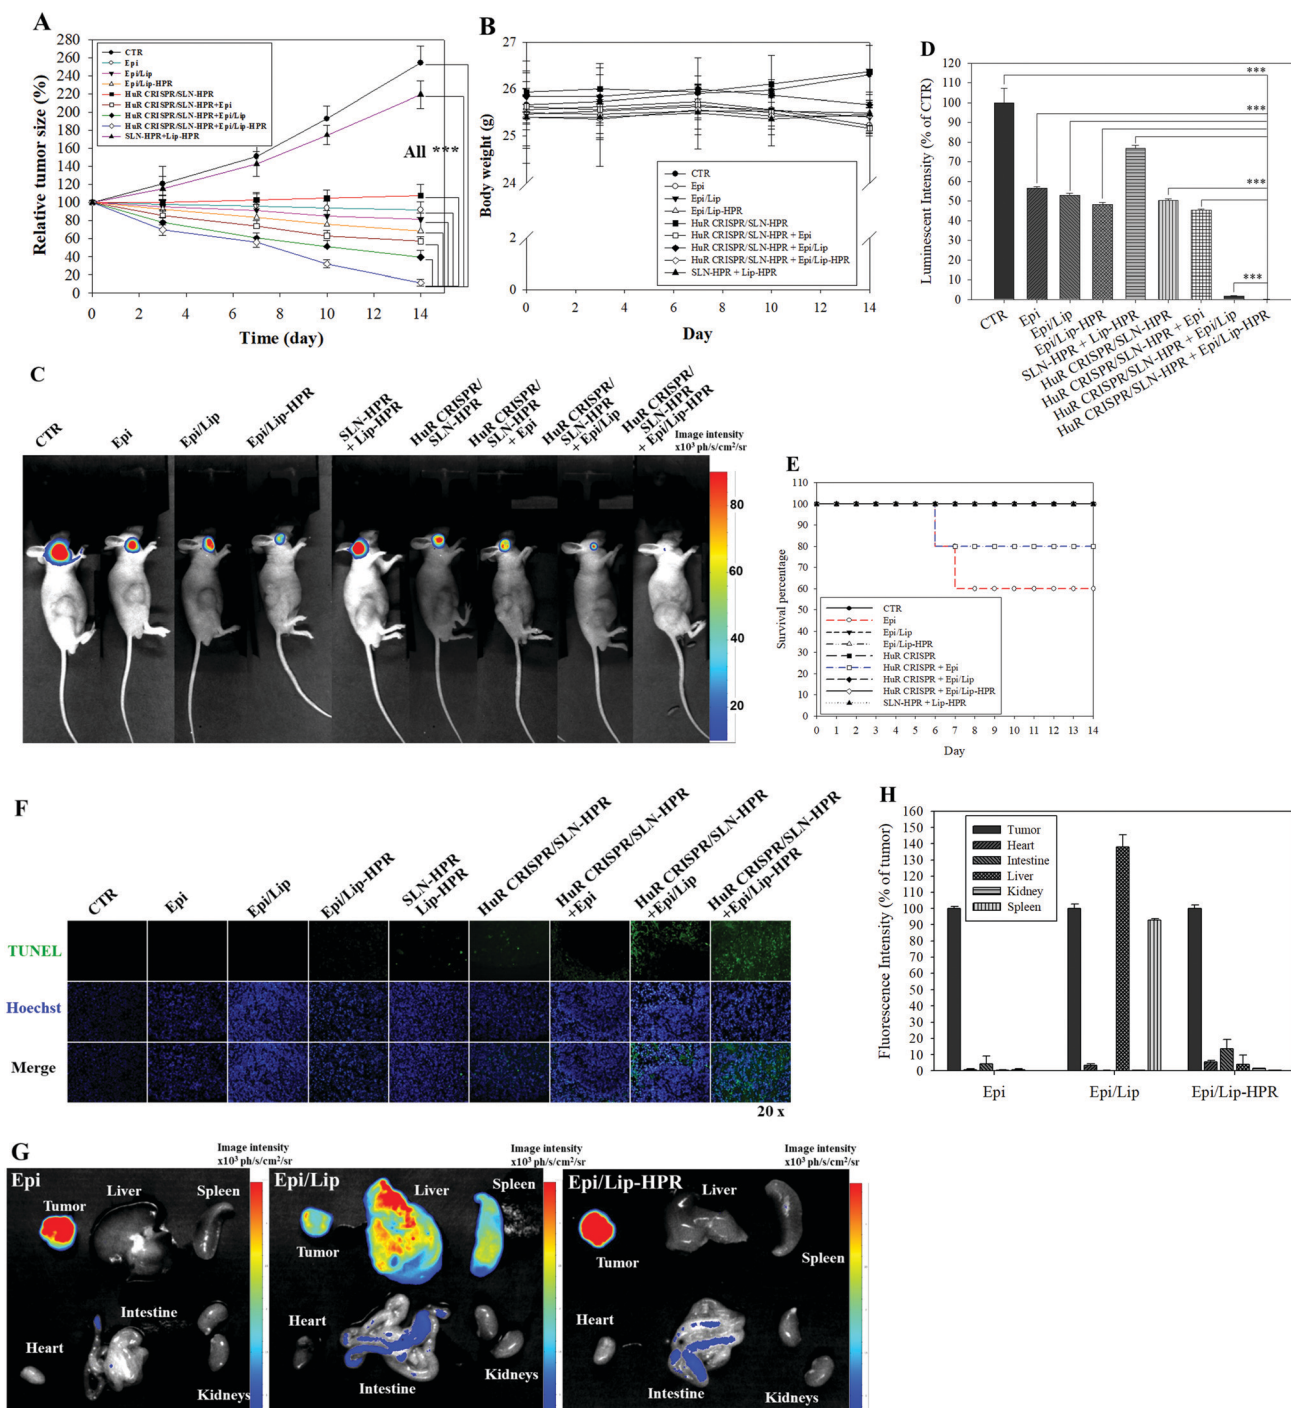 A
280
260
240
220
200
180
160
140
120
100
80
60
40
20
0
Relative tumor size (%)
CTR
Epi
Epi/Lip
Epi/Lip-HPR
HuR CRISPR/SLN-HPR
HuR CRISPR/SLN-HPR+Epi
HuR CRISPR/SLN-HPR+Epi/Lip
HuR CRISPR/SLN-HPR+Epi/Lip-HPR
SLN-HPR+Lip-HPR
All ***
0 2 4 6 8 10 12 14
Time (day)
B
27
26
25
24
2
0
Body weight (g)
CTR
Epi
Epi/Lip
Epi/Lip-HPR
HuR CRISPR/SLN-HPR
HuR CRISPR/SLN-HPR + Epi
HuR CRISPR/SLN-HPR + Epi/Lip
HuR CRISPR/SLN-HPR + Epi/Lip-HPR
SLN-HPR + Lip-HPR
0 2 4 6 8 10 12 14
Day
D
120
110
100
90
80
70
60
50
40
30
20
10
0
Luminescent Intensity (% of CTR)
***
***
***
***
CTR
Epi
Epi/Lip
Epi/Lip-HPR
SLN-HPR + Lip-HPR
HuR CRISPR/SLN-HPR
HuR CRISPR/SLN-HPR + Epi
HuR CRISPR/SLN-HPR + Epi/Lip
HuR CRISPR/SLN-HPR + Epi/Lip-HPR
C
CTR
Epi
Epi/Lip
Epi/Lip-HPR
SLN-HPR
+ Lip-HPR
HuR CRISPR/
SLN-HPR
HuR CRISPR/
SLN-HPR
+ Epi
HuR CRISPR/
SLN-HPR
+ Epi/Lip
HuR CRISPR/
SLN-HPR
+ Epi/Lip-HPR
Image intensity
x10³ ph/s/cm²/sr
80
60
40
20
E
110
100
90
80
70
60
50
40
30
20
10
0
Survival percentage
CTR
Epi
Epi/Lip
Epi/Lip-HPR
HuR CRISPR
HuR CRISPR + Epi
HuR CRISPR + Epi/Lip
HuR CRISPR + Epi/Lip-HPR
SLN-HPR + Lip-HPR
0 1 2 3 4 5 6 7 8 9 10 11 12 13 14
Day
F
CTR
Epi
Epi/Lip
Epi/Lip-HPR
SLN-HPR
Lip-HPR
HuR CRISPR/SLN-HPR
HuR CRISPR/SLN-HPR
+Epi
HuR CRISPR/SLN-HPR
+Epi/Lip
HuR CRISPR/SLN-HPR
+Epi/Lip-HPR
TUNEL
Hoechst
Merge
20 x
H
160
150
140
130
120
110
100
90
80
70
60
50
40
30
20
10
0
Fluorescence Intensity (% of tumor)
Tumor
Heart
Intestine
Liver
Kidney
Spleen
Epi Epi/Lip Epi/Lip-HPR
G
Image intensity
x10³ ph/s/cm²/sr
Epi
Liver
Spleen
Tumor
Intestine
Heart
Kidneys
Image intensity
x10³ ph/s/cm²/sr
Epi/Lip
Liver
Spleen
Tumor
Heart
Intestine
Kidneys
Image intensity
x10³ ph/s/cm²/sr
Epi/Lip-HPR
Liver
Tumor
Spleen
Heart
Intestine
Kidneys